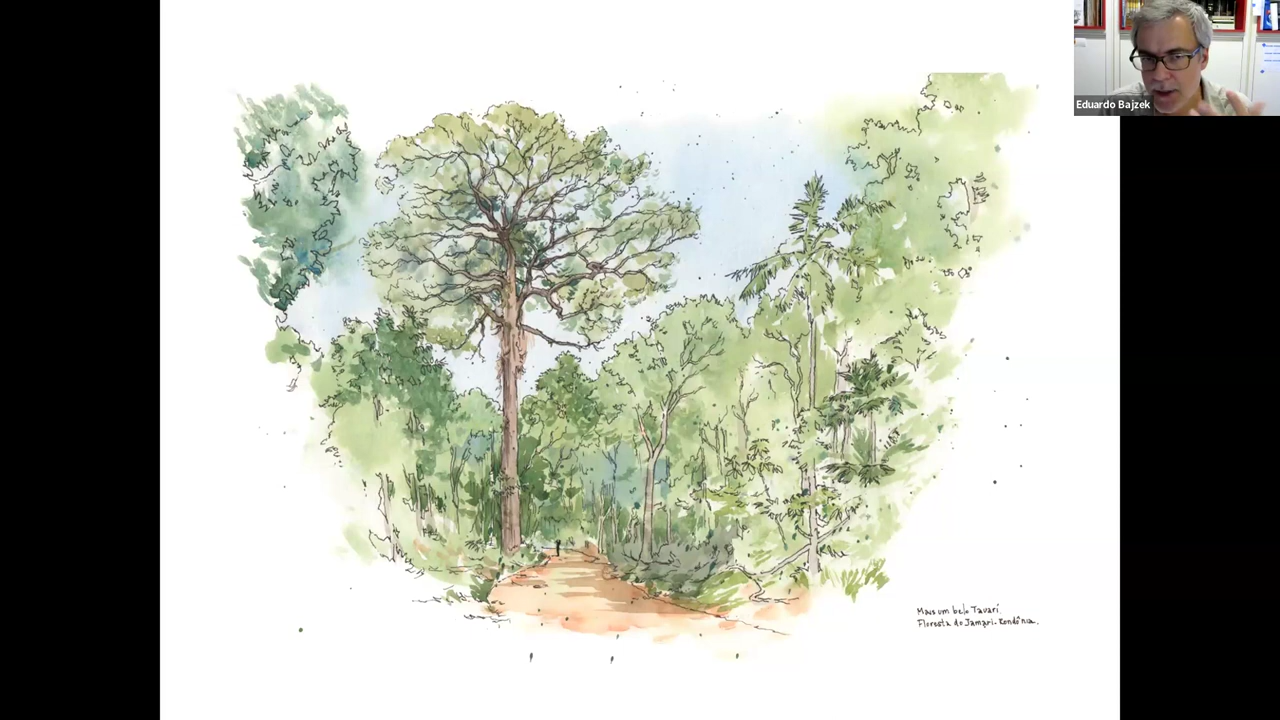 Eduardo Bajzek
Mais um belo Tauari.
Floresta do Jamari - Rondônia.